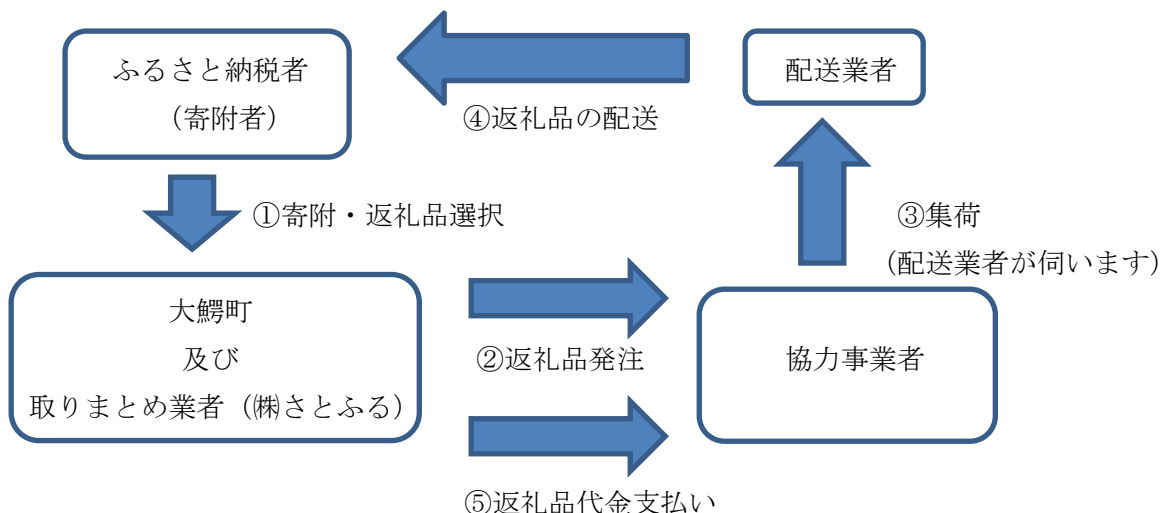 ふるさと納税者
（寄附者）
配送業者
④返礼品の配送
①寄附・返礼品選択
③集荷
（配送業者が伺います）
大鰐町
及び
取りまとめ業者（㈱さとふる）
②返礼品発注
協力事業者
⑤返礼品代金支払い